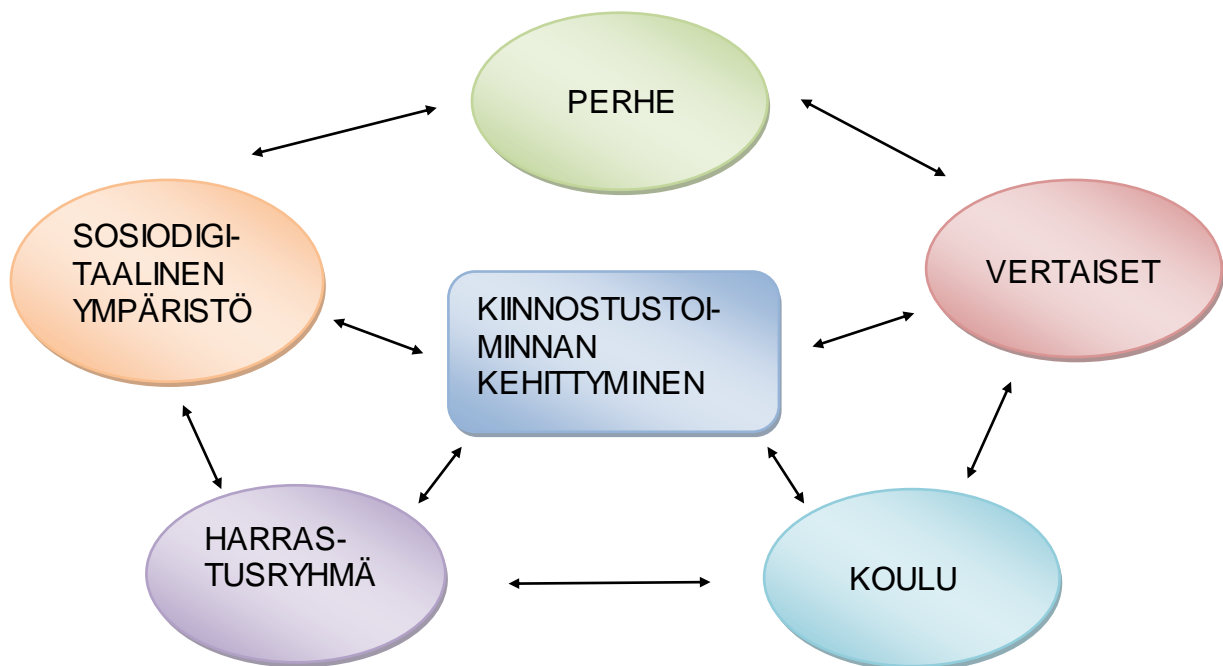 PERHE
SOSIODIGI-
TAALINEN
YMPÄRISTÖ
VERTAISET
KIINNOSTUSTOI-
MINNAN
KEHITTYMINEN
HARRAS-
TUSRYHMÄ
KOULU